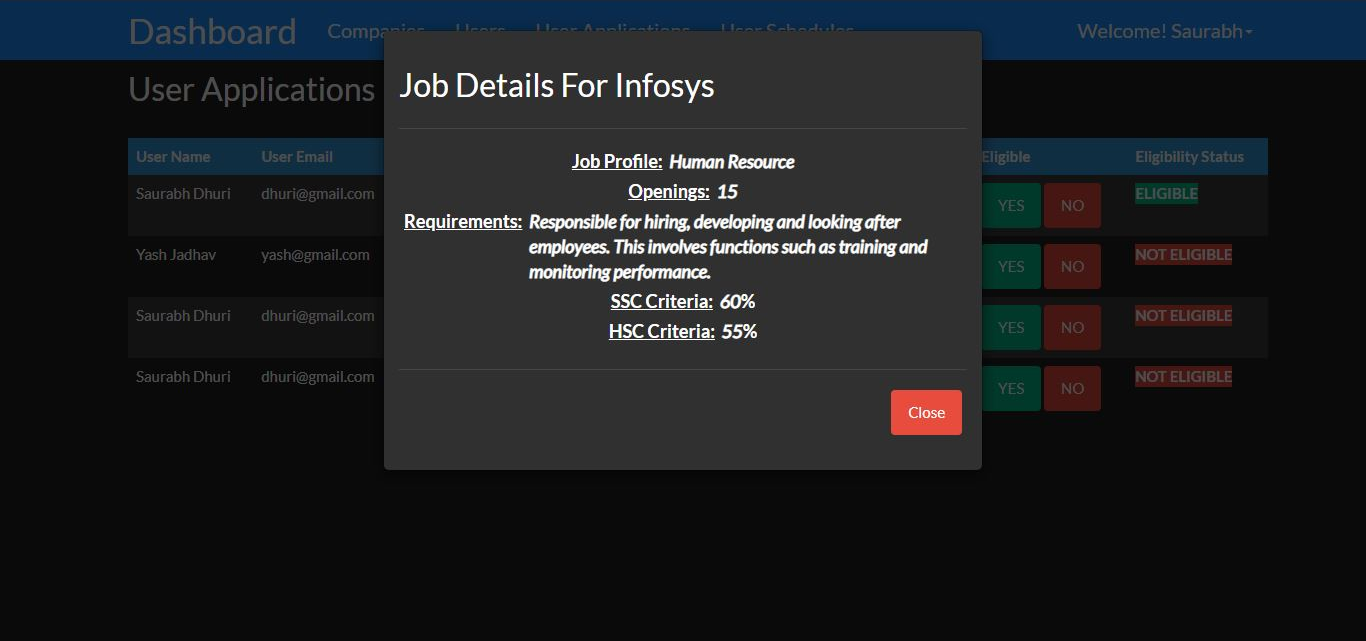 Dashboard Companies Users User Applications User Schedules Welcome! Saurabh
User Applications
Job Details For Infosys
User Name User Email Eligible Eligibility Status
Job Profile: Human Resource
Openings: 15
Requirements: Responsible for hiring, developing and looking after
employees. This involves functions such as training and
monitoring performance.
SSC Criteria: 60%
HSC Criteria: 55%
Close
Saurabh Dhuri dhuri@gmail.com YES NO ELIGIBLE
Yash Jadhav yash@gmail.com YES NO NOT ELIGIBLE
Saurabh Dhuri dhuri@gmail.com YES NO NOT ELIGIBLE
Saurabh Dhuri dhuri@gmail.com YES NO NOT ELIGIBLE